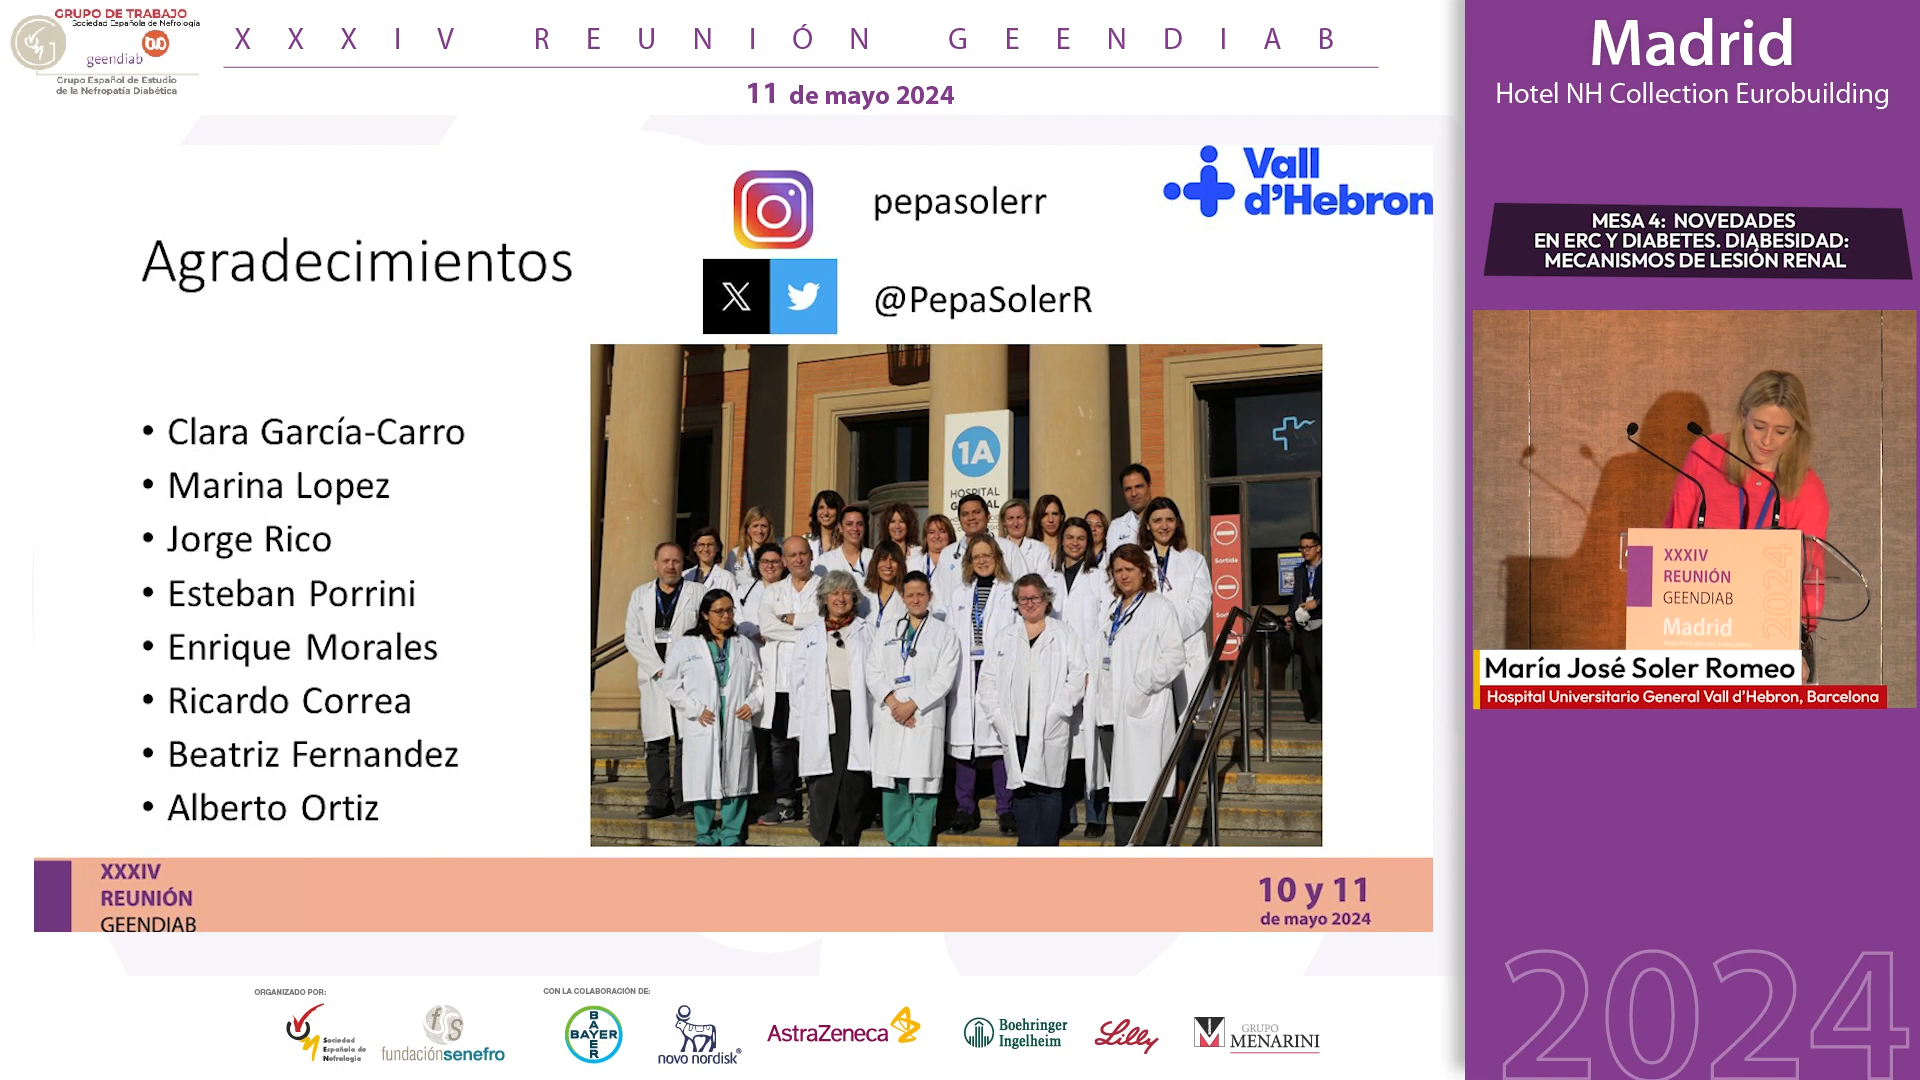 GRUPO DE TRABAJO
Sociedad Española de Nefrología
geendiab
Grupo Español de Estudio
de la Nefropatía Diabética
XXXIV REUNIÓN GEENDIAB
11 de mayo 2024
Vall
d'Hebron
pepasolerr
@PepaSolerR
Agradecimientos
• Clara García-Carro
• Marina Lopez
• Jorge Rico
• Esteban Porrini
• Enrique Morales
• Ricardo Correa
• Beatriz Fernandez
• Alberto Ortiz
1A
HOSPITAL
Sortida
XXXIV
REUNIÓN
GEENDIAB
10 y 11
de mayo 2024
ORGANIZADO POR:
Sociedad
Española de
Nefrología
fundaciónsenefro
CON LA COLABORACIÓN DE:
BAYER
BAYER
novo nordisk
AstraZeneca
Boehringer
Ingelheim
Lilly
GRUPO
MENARINI
Madrid
Hotel NH Collection Eurobuilding
MESA 4: NOVEDADES
EN ERC Y DIABETES. DIABESIDAD:
MECANISMOS DE LESIÓN RENAL
XXXIV
REUNIÓN
GEENDIAB
2024
Madrid
María José Soler Romeo
Hospital Universitario General Vall d'Hebron, Barcelona
2024